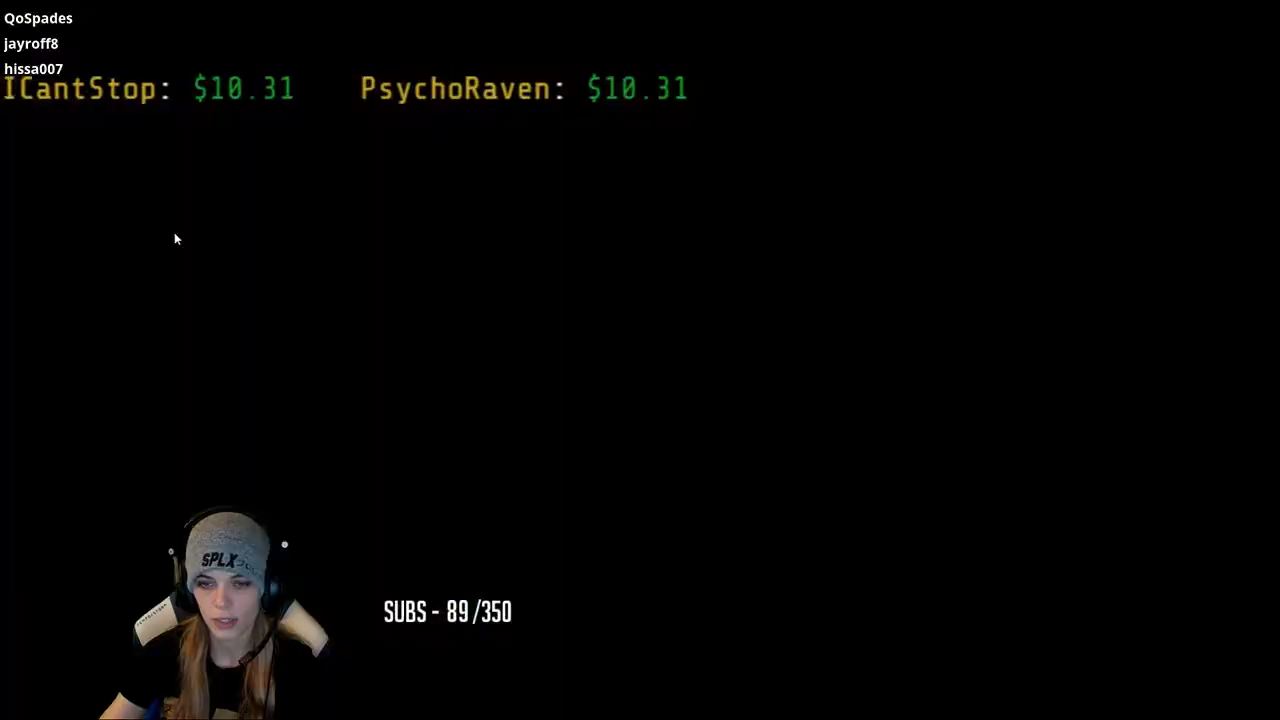 QoSpades
jayroff8
hissa007
ICantStop: $10.31 PsychoRaven: $10.31
SPLX
SUBS - 89/350